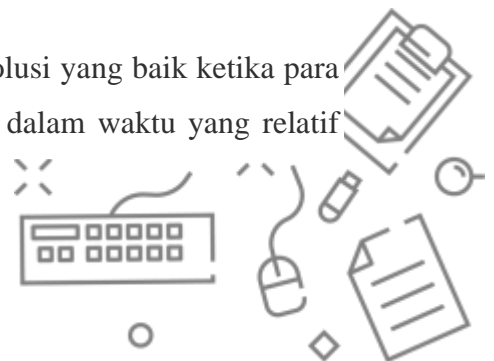 olusi yang baik ketika para
dalam waktu yang relatif